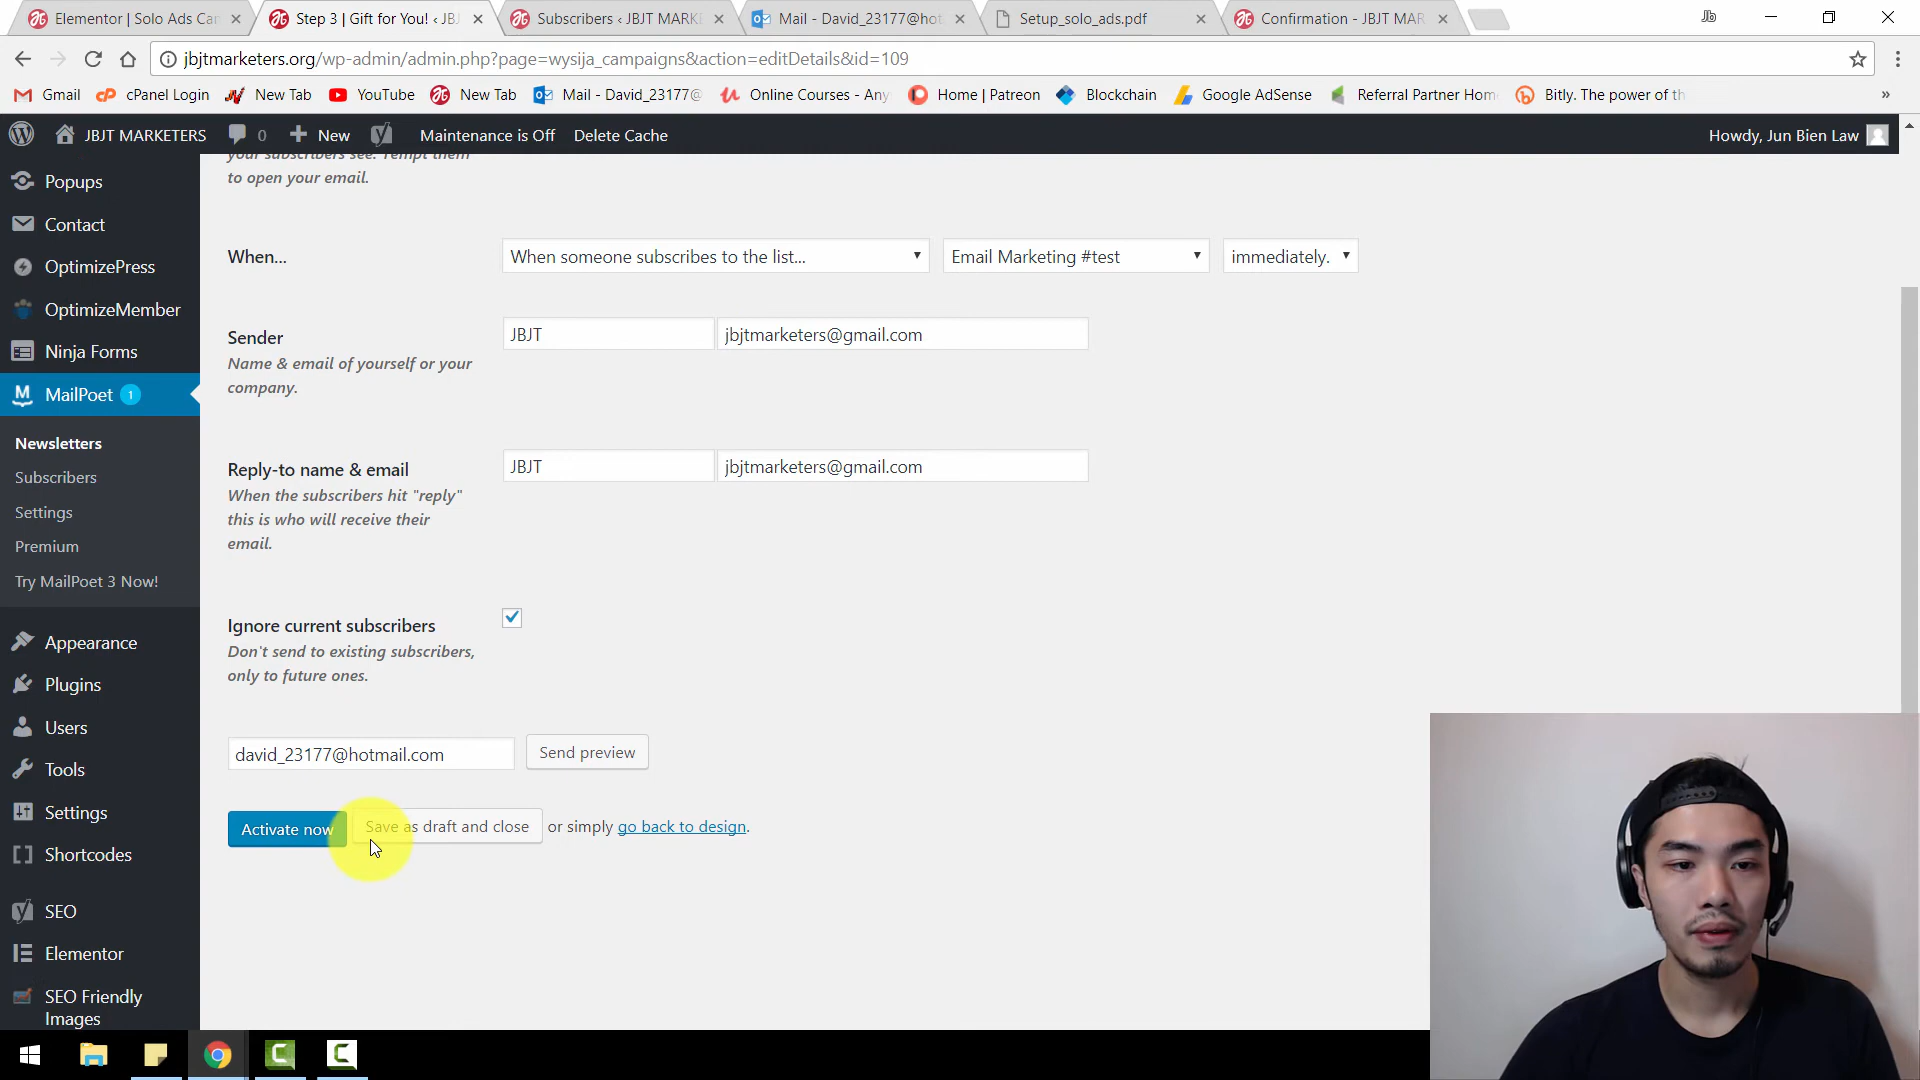 Elementor | Solo Ads Can
Step 3 | Gift for You! ‹ JBJ
Subscribers ‹ JBJT MARKE
Mail - David_23177@hot
Setup_solo_ads.pdf
Confirmation - JBJT MAR
Jb
jbjtmarketers.org/wp-admin/admin.php?page=wysija_campaigns&action=editDetails&id=109
Gmail
cPanel Login
New Tab
YouTube
New Tab
Mail - David_23177@
Online Courses - Any
Home | Patreon
Blockchain
Google AdSense
Referral Partner Home
Bitly. The power of th
»
JBJT MARKETERS
0
New
Maintenance is Off
Delete Cache
Howdy, Jun Bien Law
Popups
Contact
OptimizePress
OptimizeMember
Ninja Forms
MailPoet 1
Newsletters
Subscribers
Settings
Premium
Try MailPoet 3 Now!
Appearance
Plugins
Users
Tools
Settings
Shortcodes
SEO
Elementor
SEO Friendly
Images
your subscribers see. Tempt them
to open your email.
When...
When someone subscribes to the list...
Email Marketing #test
immediately.
Sender
Name & email of yourself or your
company.
JBJT
jbjtmarketers@gmail.com
Reply-to name & email
When the subscribers hit "reply"
this is who will receive their
email.
JBJT
jbjtmarketers@gmail.com
Ignore current subscribers
Don't send to existing subscribers,
only to future ones.
david_23177@hotmail.com
Send preview
Activate now
Save as draft and close
or simply go back to design.